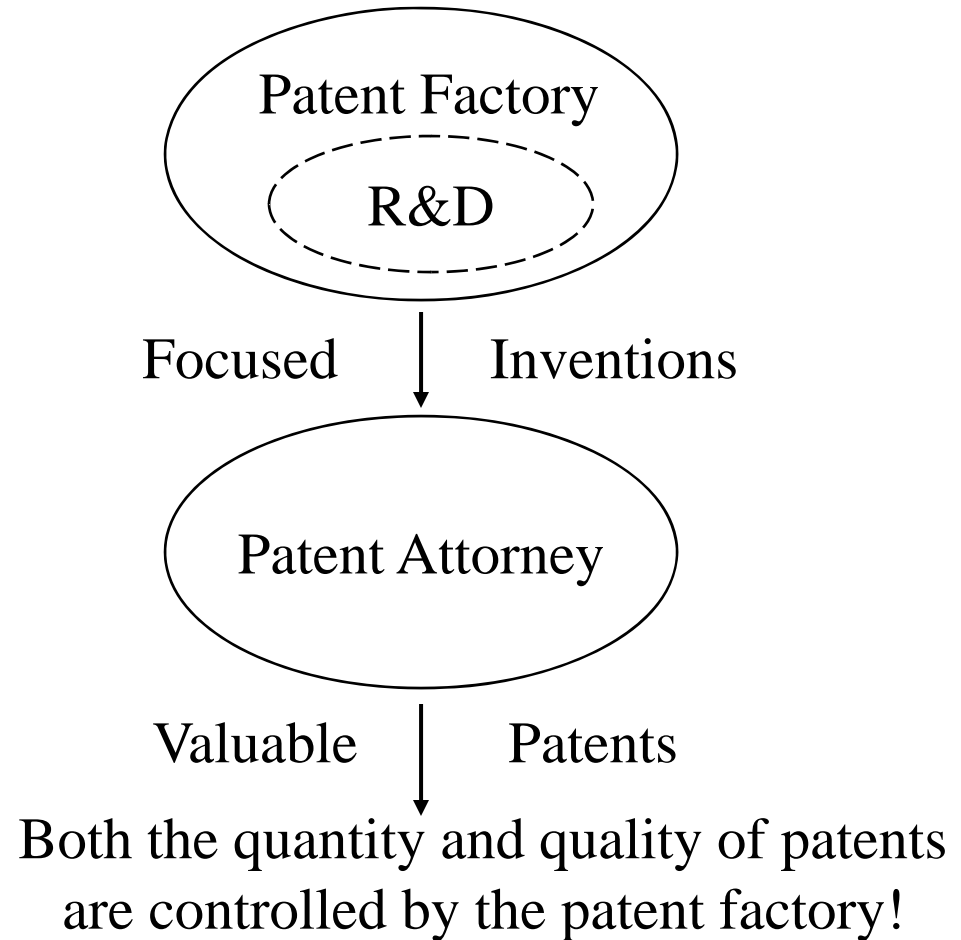 Patent Factory
R&D
Focused Inventions
Patent Attorney
Valuable Patents
Both the quantity and quality of patents
are controlled by the patent factory!